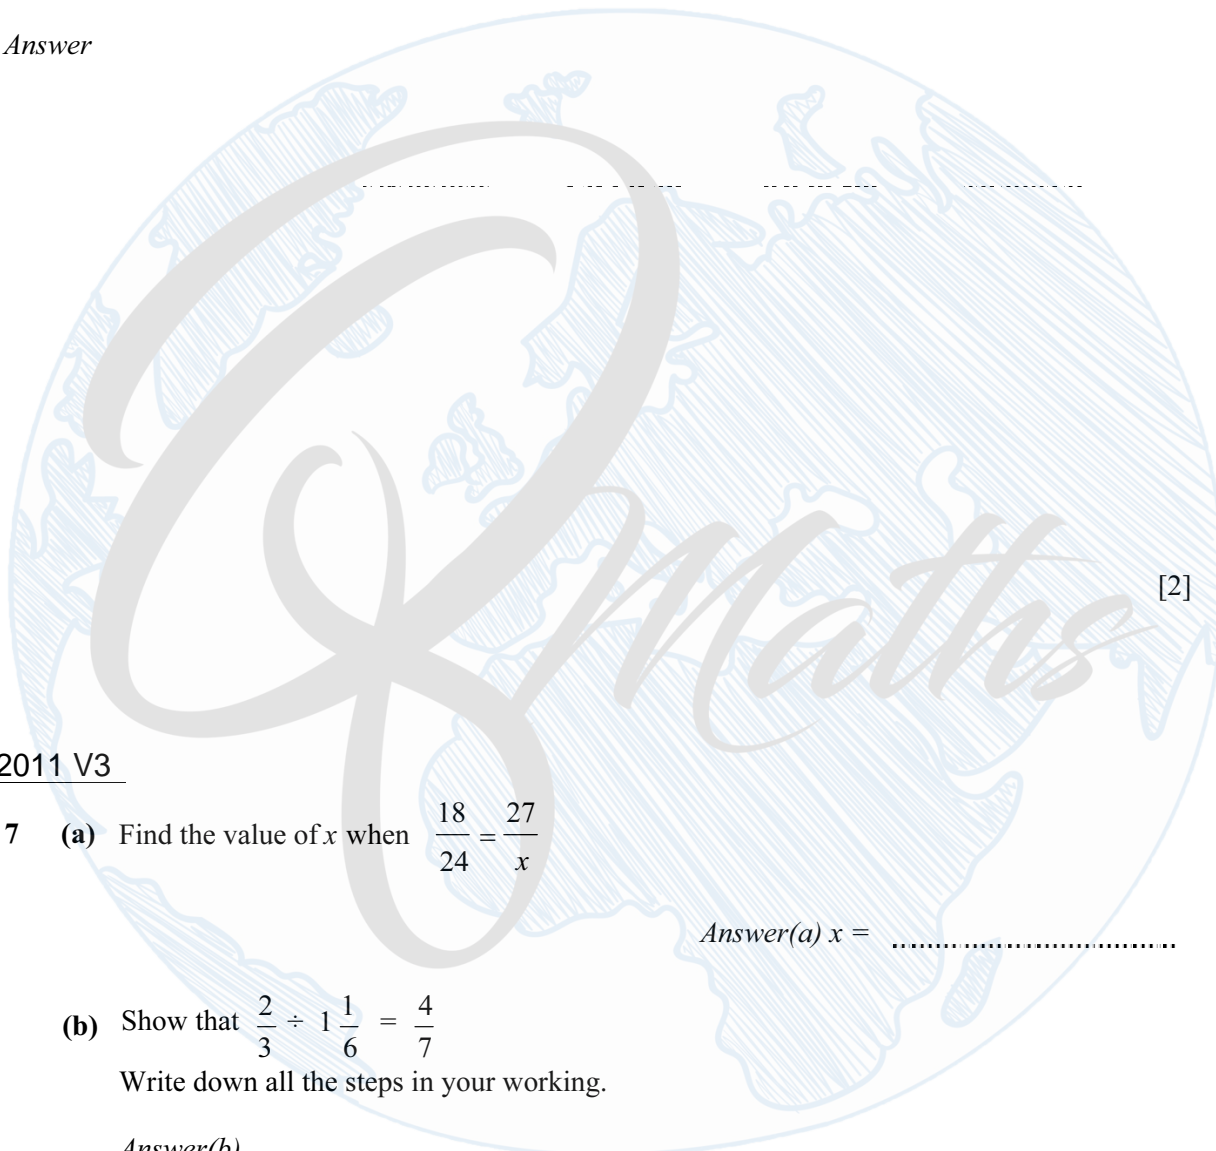 Answer
[2]
Maths
2011 V3
7 (a) Find the value of x when 18/24 = 27/x
Answer(a) x = ................................
(b) Show that 2/3 ÷ 1 1/6 = 4/7
Write down all the steps in your working.
Answer(b)